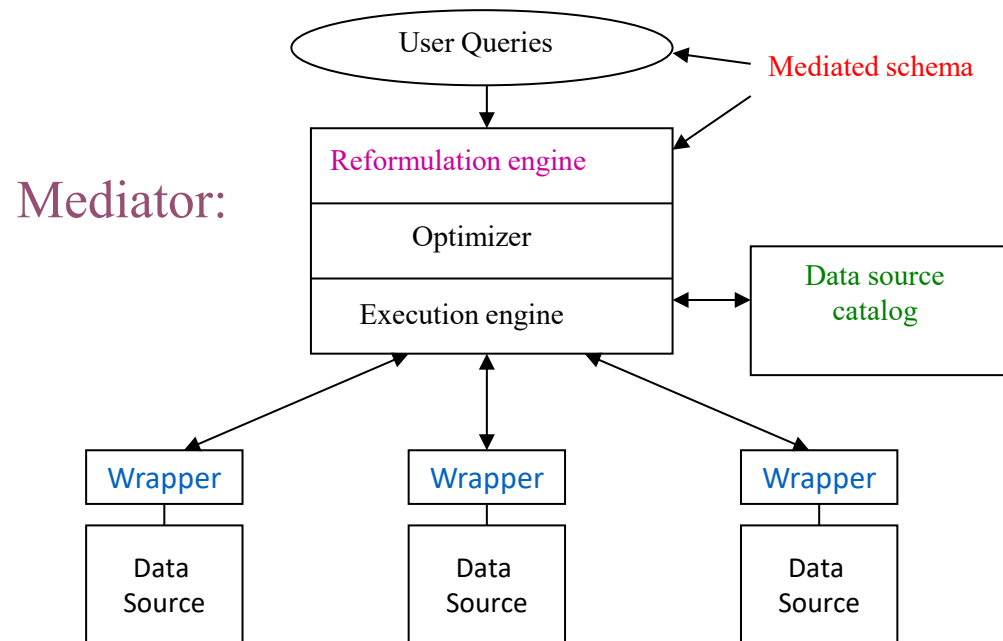 User Queries
Mediated schema
Reformulation engine
Mediator:
Optimizer
Data source
catalog
Execution engine
Wrapper
Wrapper
Wrapper
Data
Source
Data
Source
Data
Source